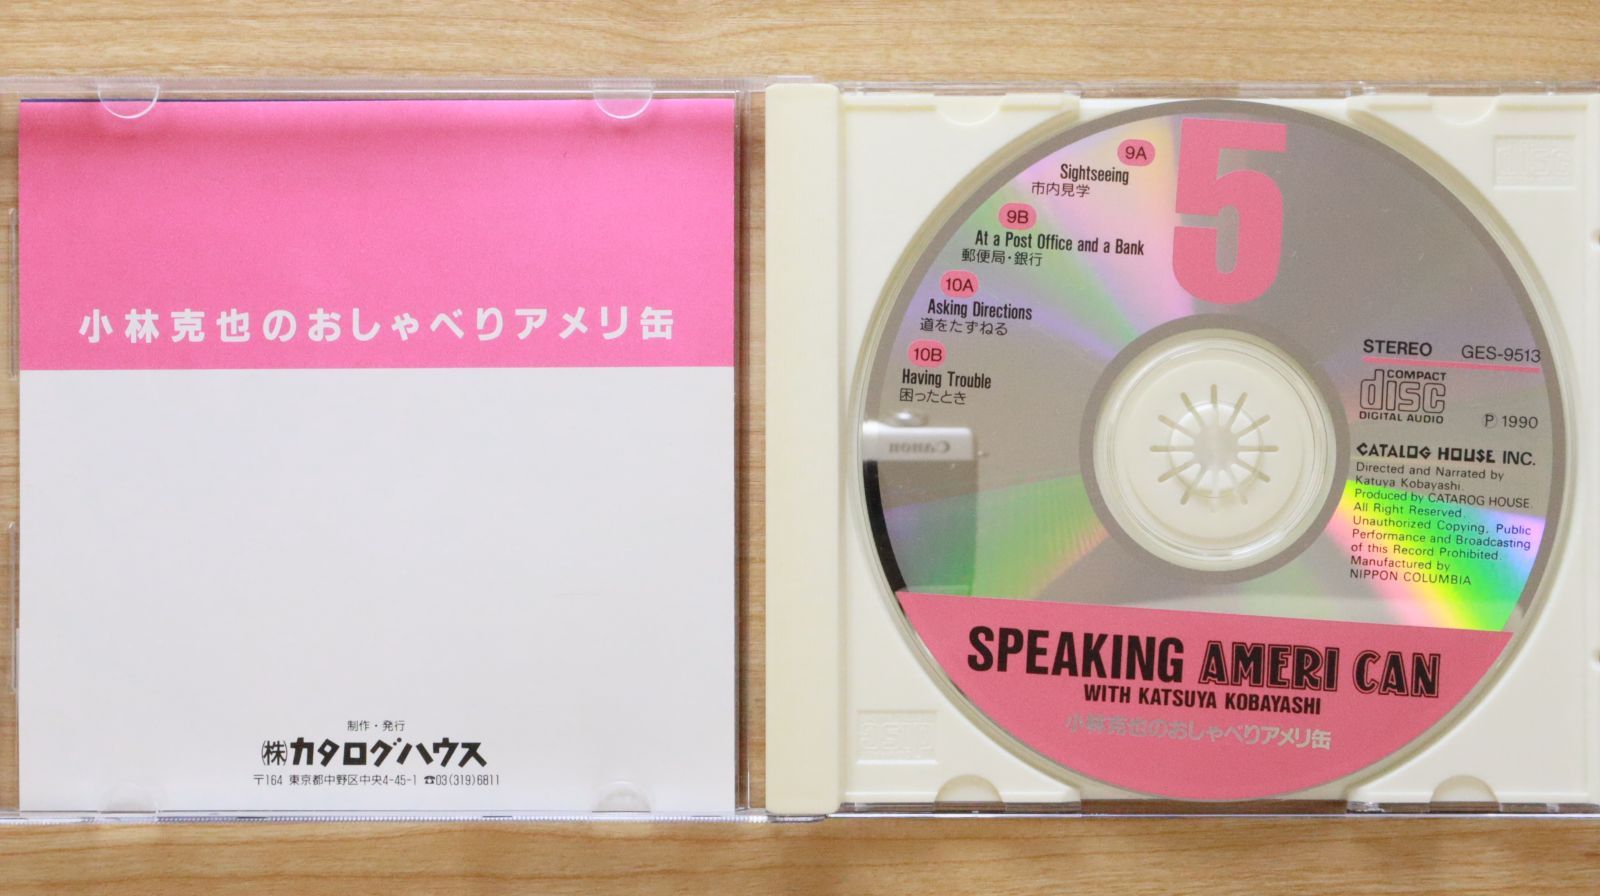 小林克也のおしゃべりアメリ缶
制作・発行
㈱カタログハウス
〒164 東京都中野区中央4-45-1 ☎03(319)6811
5
9A
Sightseeing
市内見学
9B
At a Post Office and a Bank
郵便局・銀行
10A
Asking Directions
道をたずねる
10B
Having Trouble
困ったとき
STEREO GES-9513
COMPACT
disc
DIGITAL AUDIO
Ⓟ 1990
CATALOG HOUSE INC.
Directed and Narrated by
Katuya Kobayashi.
Produced by CATAROG HOUSE.
All Right Reserved.
Unauthorized Copying, Public
Performance and Broadcasting
of this Record Prohibited.
Manufactured by
NIPPON COLUMBIA
SPEAKING AMERI CAN
WITH KATSUYA KOBAYASHI
小林克也のおしゃべりアメリ缶